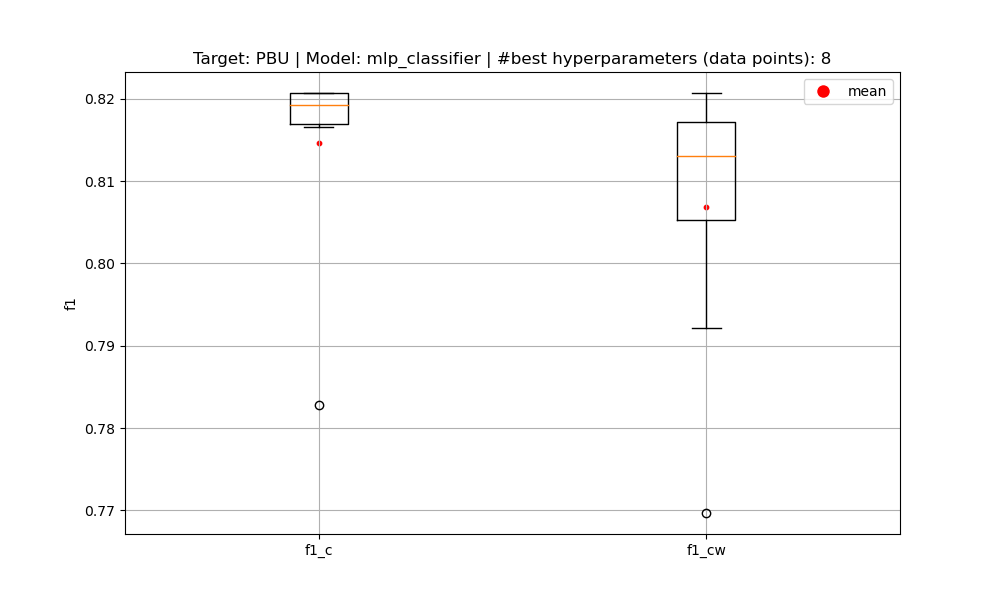 Target: PBU | Model: mlp_classifier | #best hyperparameters (data points): 8
mean
0.82
0.81
0.80
0.79
0.78
0.77
f1
f1_c
f1_cw